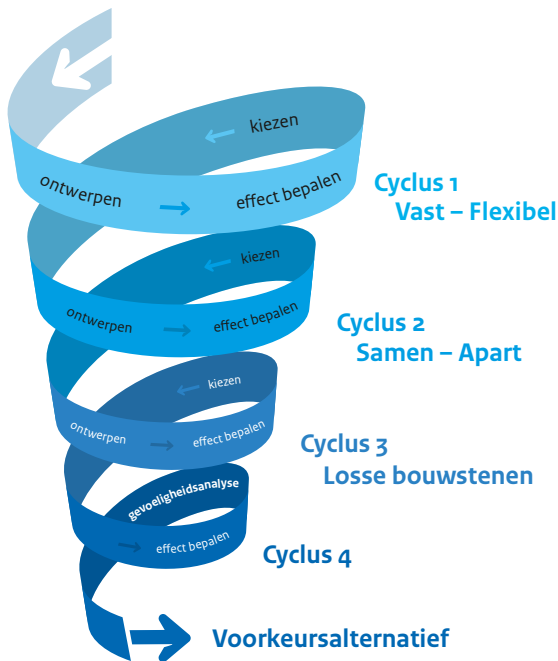 kiezen
ontwerpen
effect bepalen
Cyclus 1
Vast – Flexibel
kiezen
ontwerpen
effect bepalen
Cyclus 2
Samen – Apart
kiezen
ontwerpen
effect bepalen
Cyclus 3
Losse bouwstenen
gevoeligheidsanalyse
effect bepalen
Cyclus 4
Voorkeursalternatief